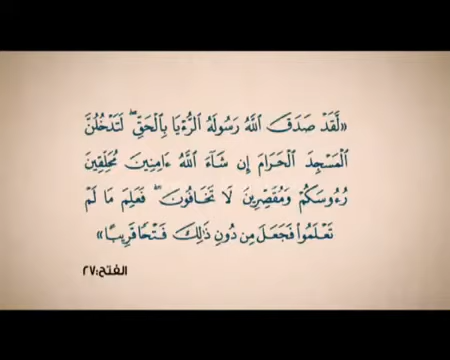 «لَّقَدْ صَدَقَ اللَّهُ رَسُولَهُ الرُّءْيَا بِالْحَقِّ ۖ لَتَدْخُلُنَّ
الْمَسْجِدَ الْحَرَامَ إِن شَآءَ اللَّهُ ءَامِنِينَ مُحَلِّقِينَ
رُءُوسَكُمْ وَمُقَصِّرِينَ لَا تَخَافُونَ ۖ فَعَلِمَ مَا لَمْ
تَعْلَمُوا۟ فَجَعَلَ مِن دُونِ ذَٰلِكَ فَتْحًا قَرِيبًا»
الفتح:٢٧